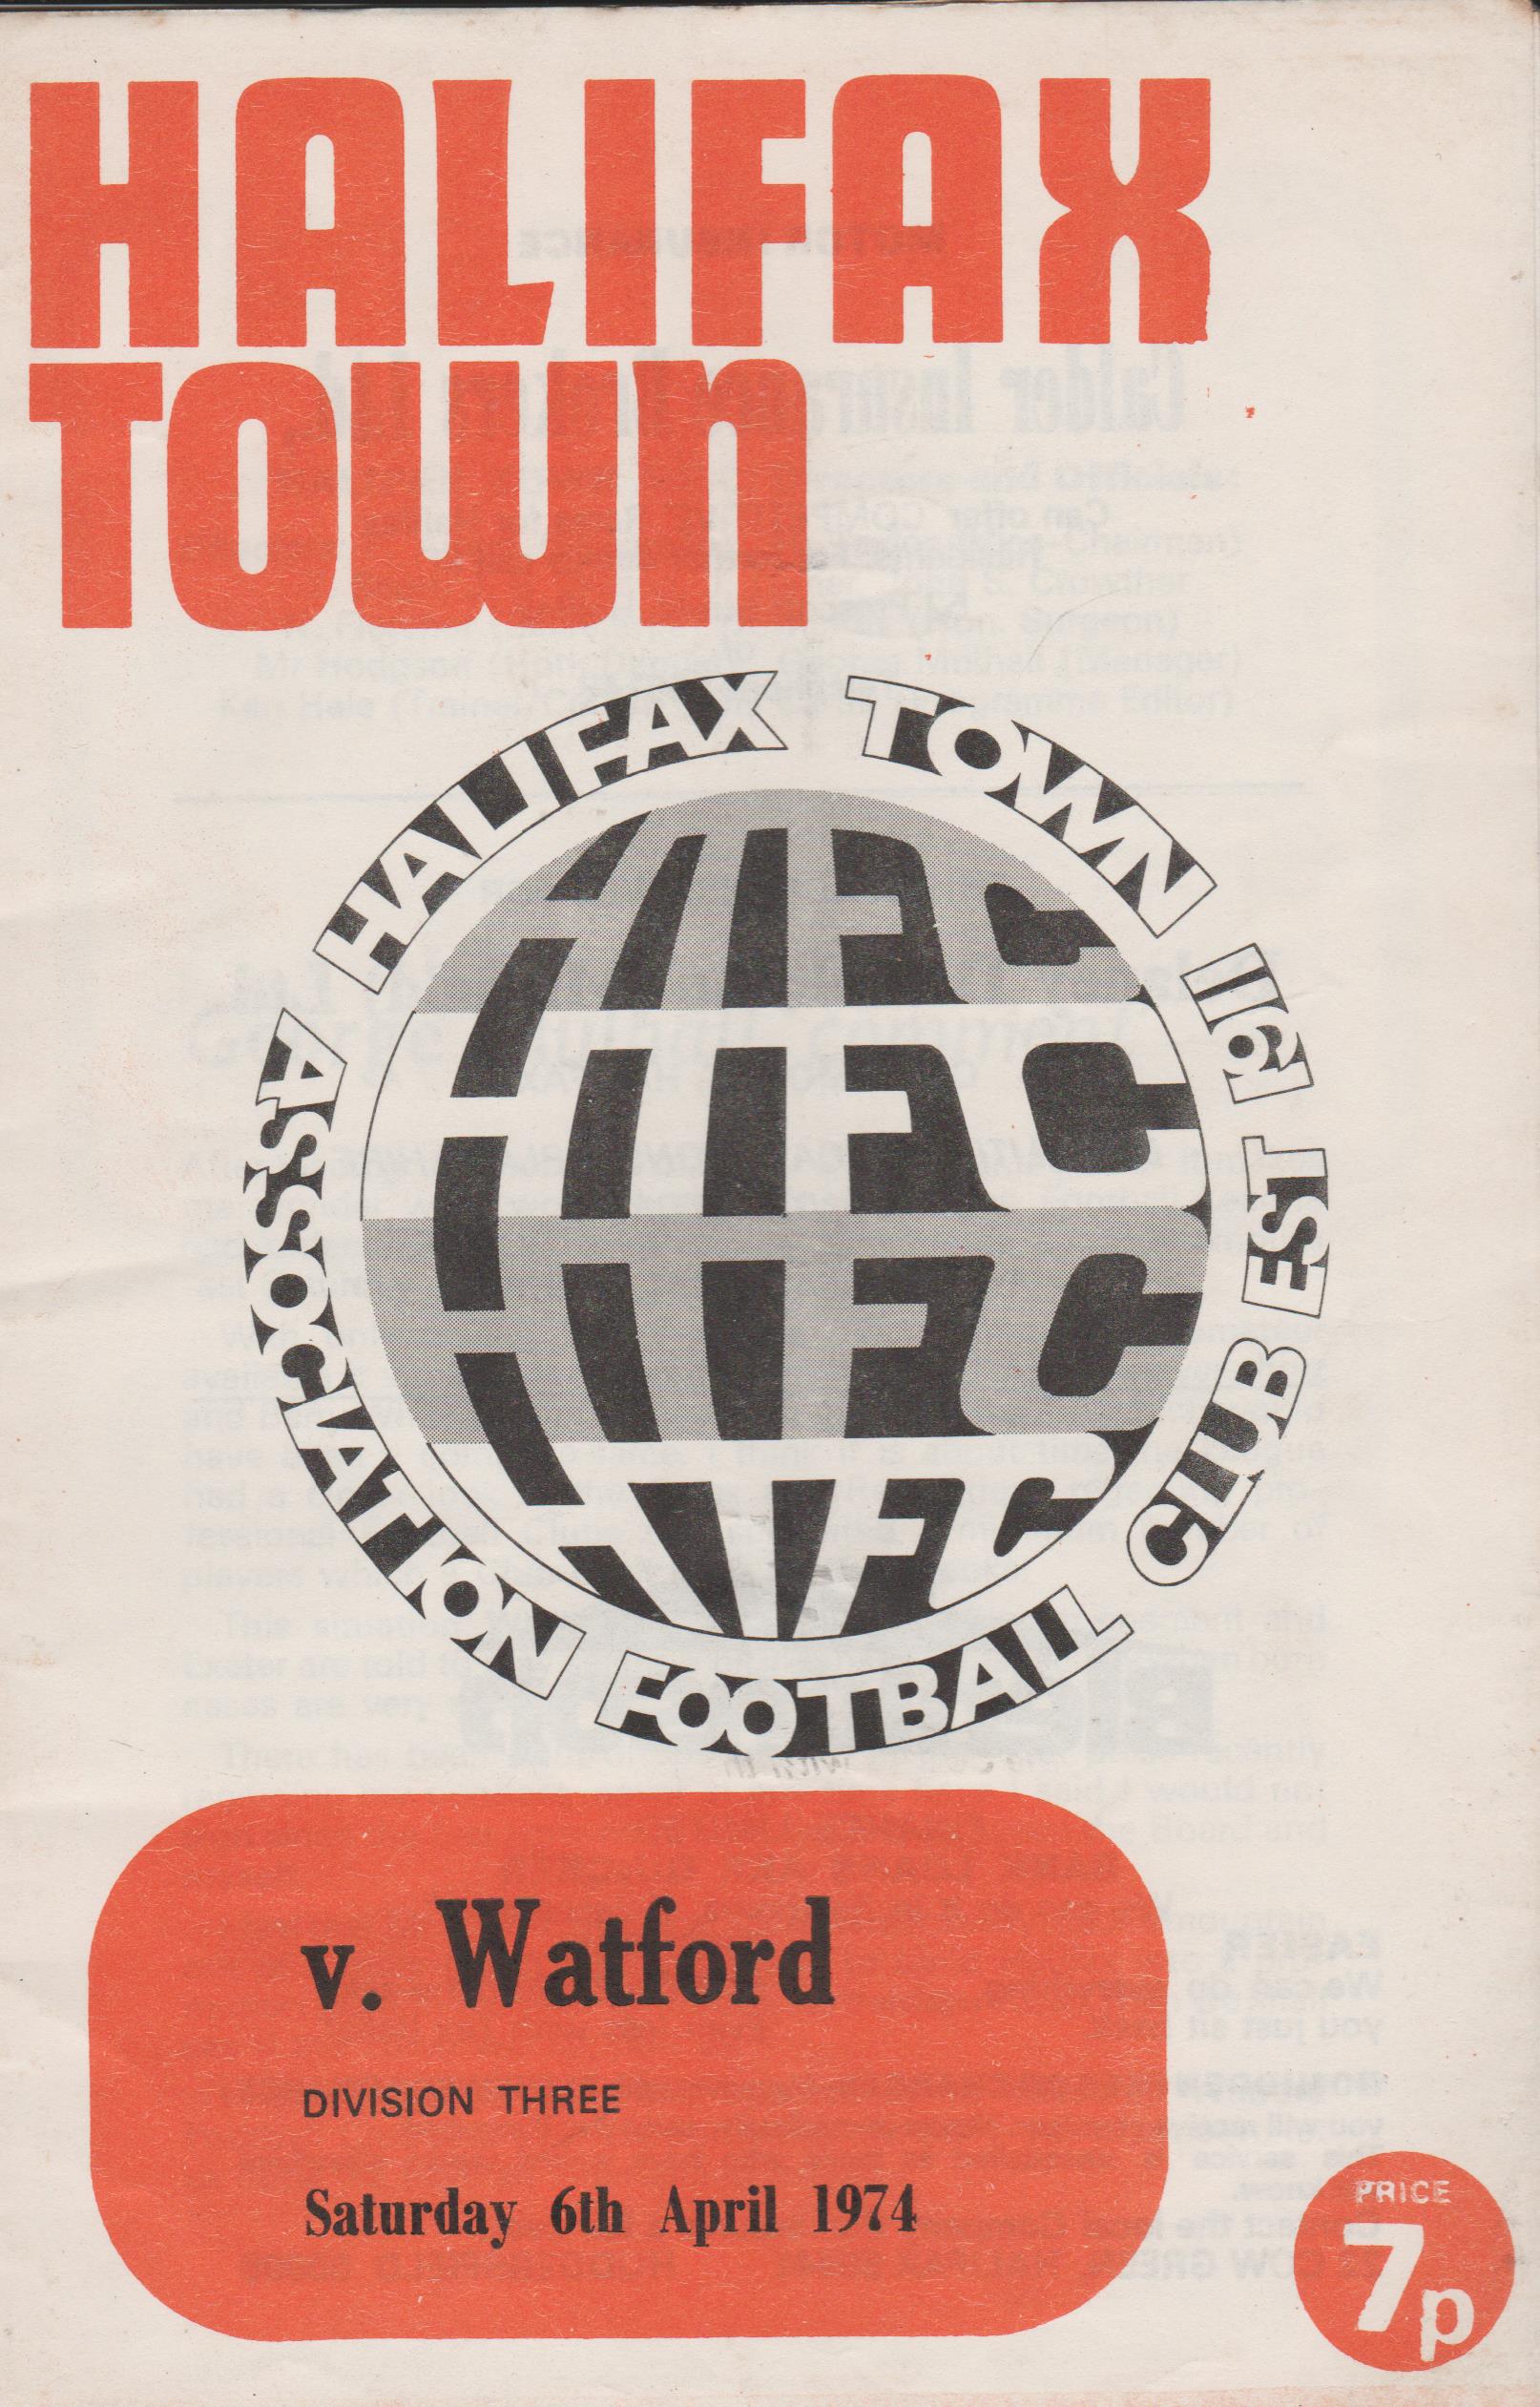 HALIFAX
TOWN
HALIFAX TOWN ASSOCIATION FOOTBALL CLUB EST 1911
HTFC
HTFC
HTFC
HTFC
v. Watford
DIVISION THREE
Saturday 6th April 1974
PRICE
7p